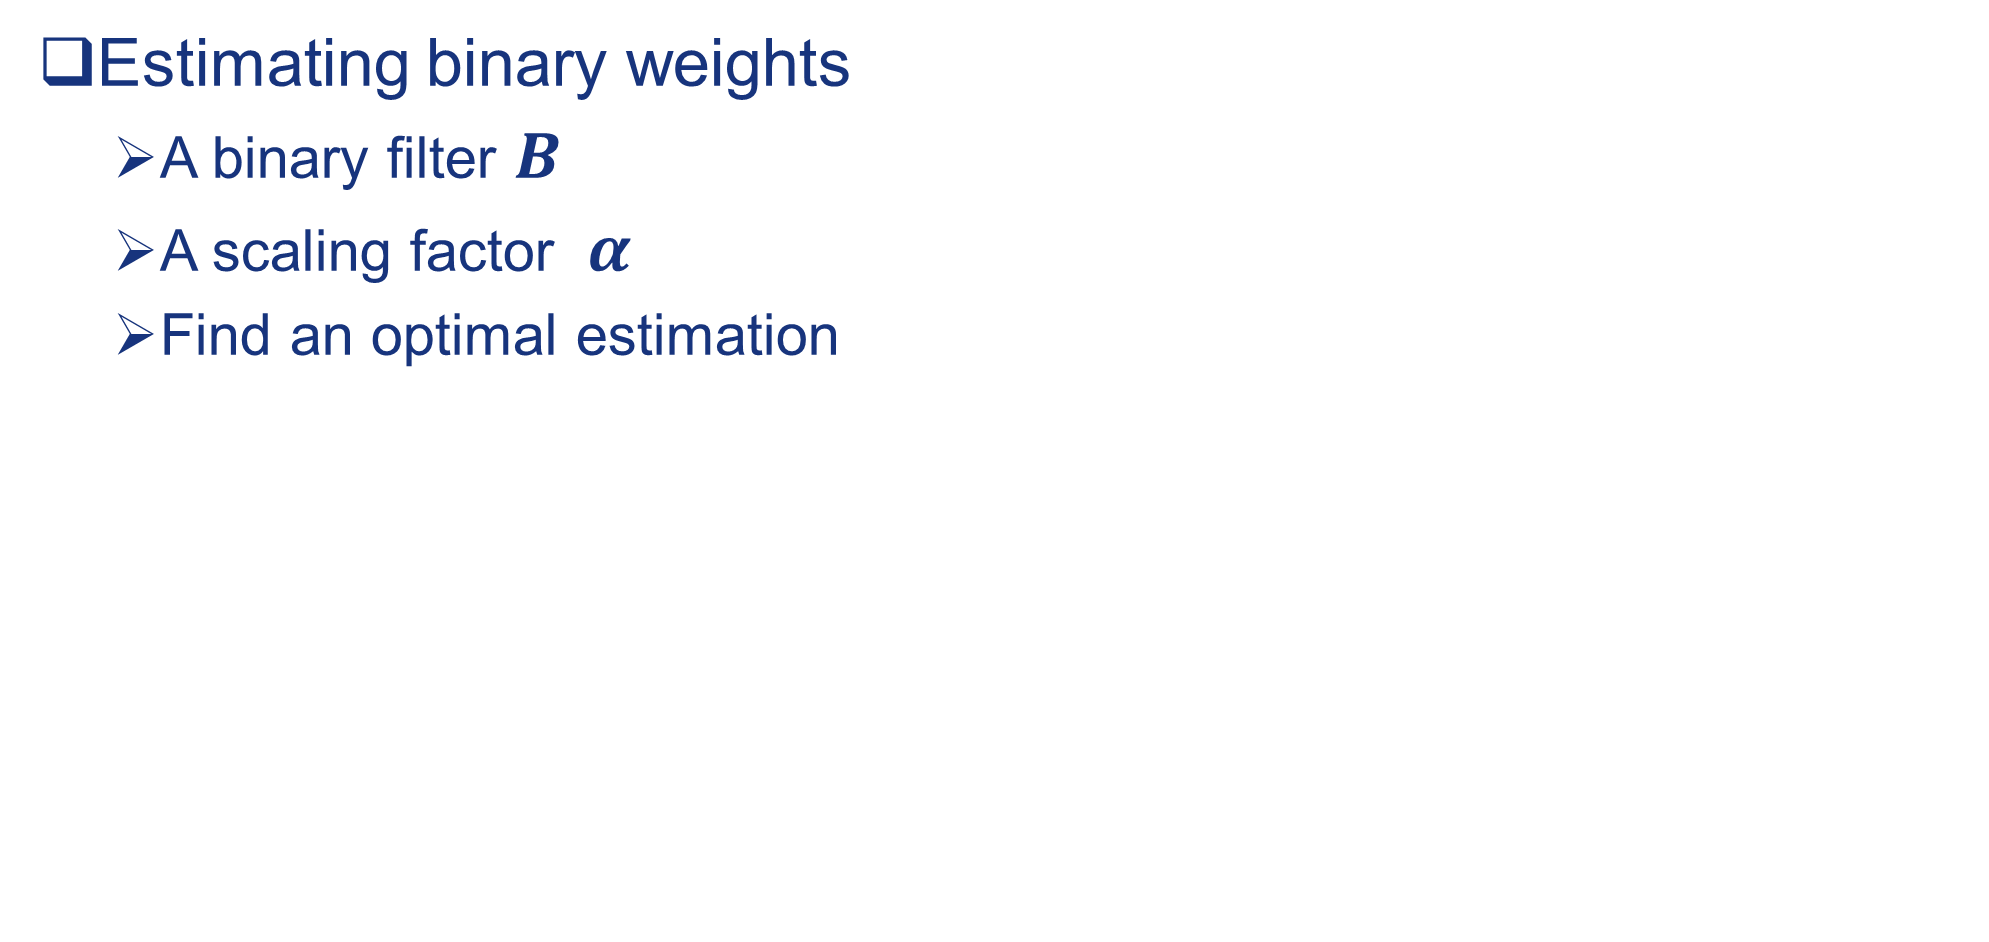 ❑Estimating binary weights
➢A binary filter 𝑩
➢A scaling factor 𝜶
➢Find an optimal estimation